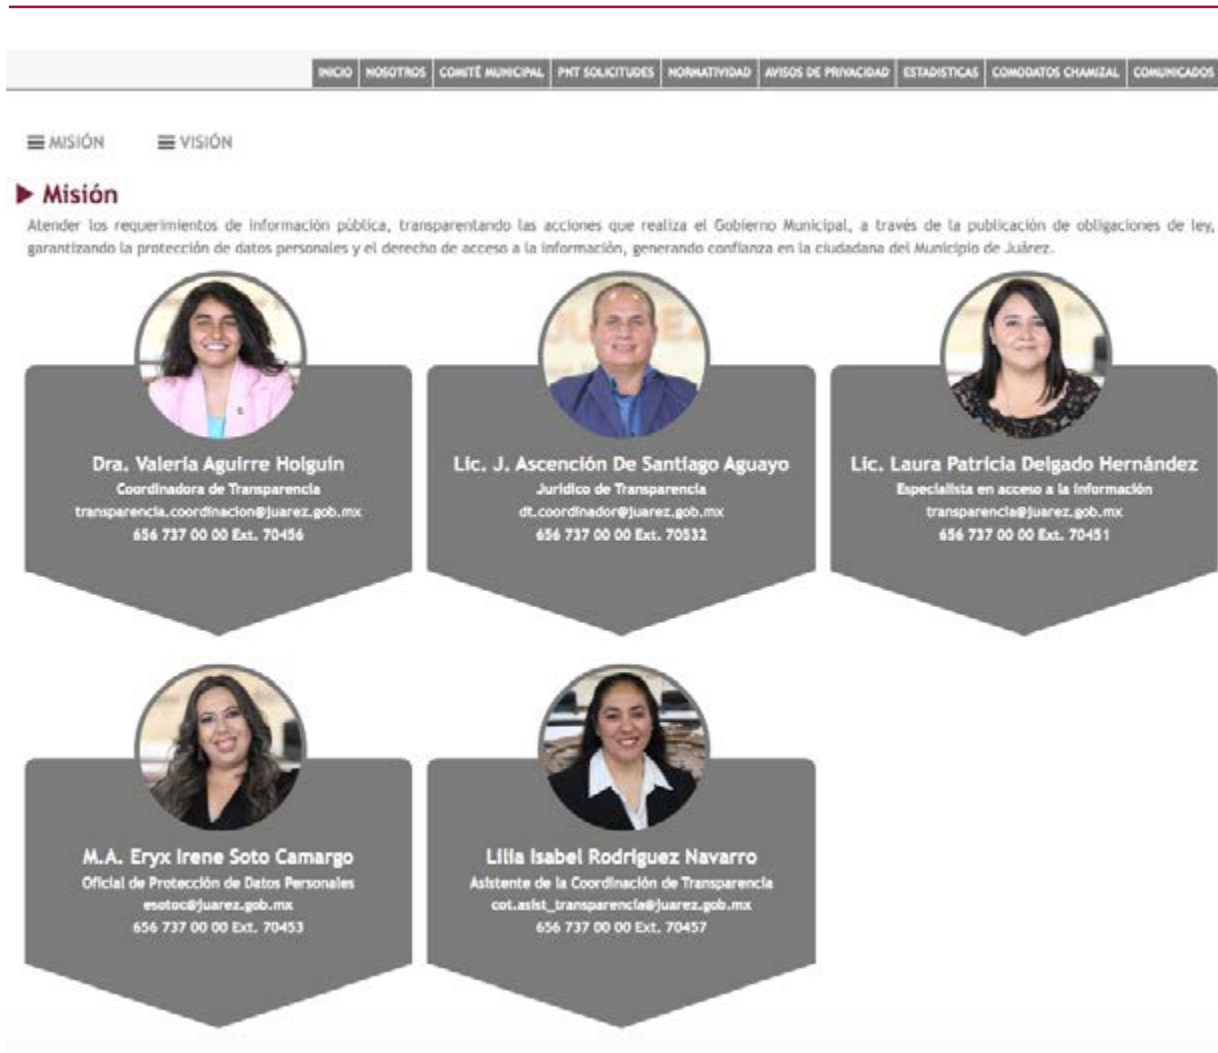 INICIO NOSOTROS COMITÉ MUNICIPAL PNT SOLICITUDES NORMATIVIDAD AVISOS DE PRIVACIDAD ESTADISTICAS COMODATOS CHAMIZAL COMUNICADOS
MISIÓN VISIÓN
Misión
Atender los requerimientos de información pública, transparentando las acciones que realiza el Gobierno Municipal, a través de la publicación de obligaciones de ley,
garantizando la protección de datos personales y el derecho de acceso a la información, generando confianza en la ciudadana del Municipio de Juárez.
Dra. Valeria Aguirre Holguin
Coordinadora de Transparencia
transparencia.coordinacion@juarez.gob.mx
656 737 00 00 Ext. 70456
Lic. J. Ascención De Santiago Aguayo
Jurídico de Transparencia
dt.coordinador@juarez.gob.mx
656 737 00 00 Ext. 70532
Lic. Laura Patricia Delgado Hernández
Especialista en acceso a la información
transparencia@juarez.gob.mx
656 737 00 00 Ext. 70451
M.A. Eryx Irene Soto Camargo
Oficial de Protección de Datos Personales
esotoc@juarez.gob.mx
656 737 00 00 Ext. 70453
Lilia Isabel Rodriguez Navarro
Asistente de la Coordinación de Transparencia
cot.asist_transparencia@juarez.gob.mx
656 737 00 00 Ext. 70457